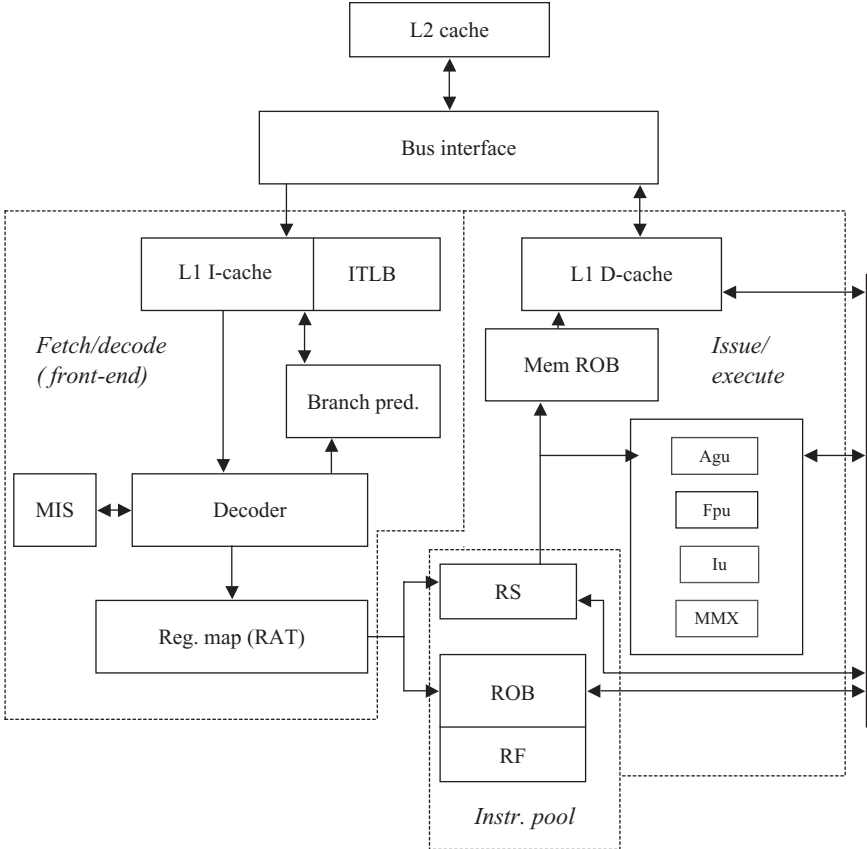 L2 cache
Bus interface
L1 I-cache
ITLB
L1 D-cache
Fetch/decode
( front-end)
Mem ROB
Issue/
execute
Branch pred.
Agu
MIS
Decoder
Fpu
Iu
RS
MMX
Reg. map (RAT)
ROB
RF
Instr. pool